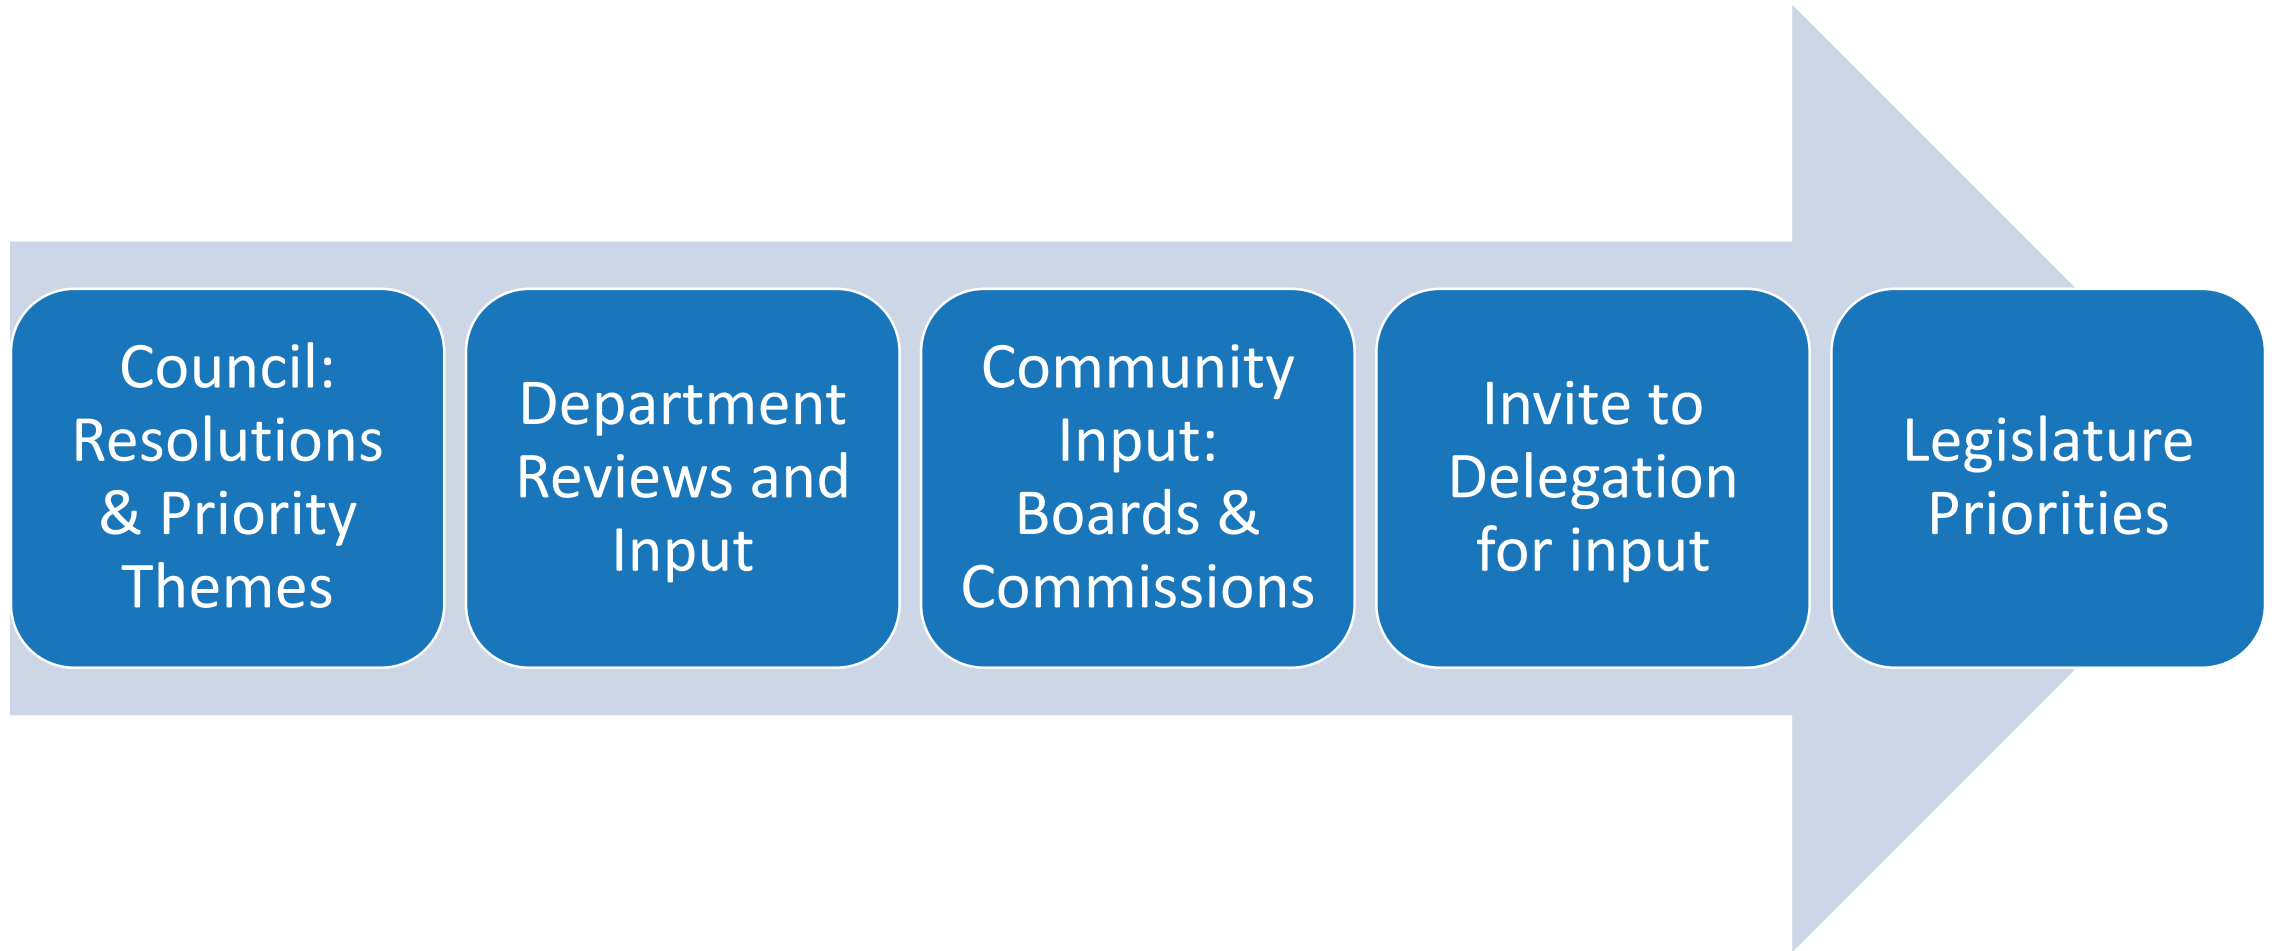 Council:
Resolutions
& Priority
Themes
Department
Reviews and
Input
Community
Input:
Boards &
Commissions
Invite to
Delegation
for input
Legislature
Priorities